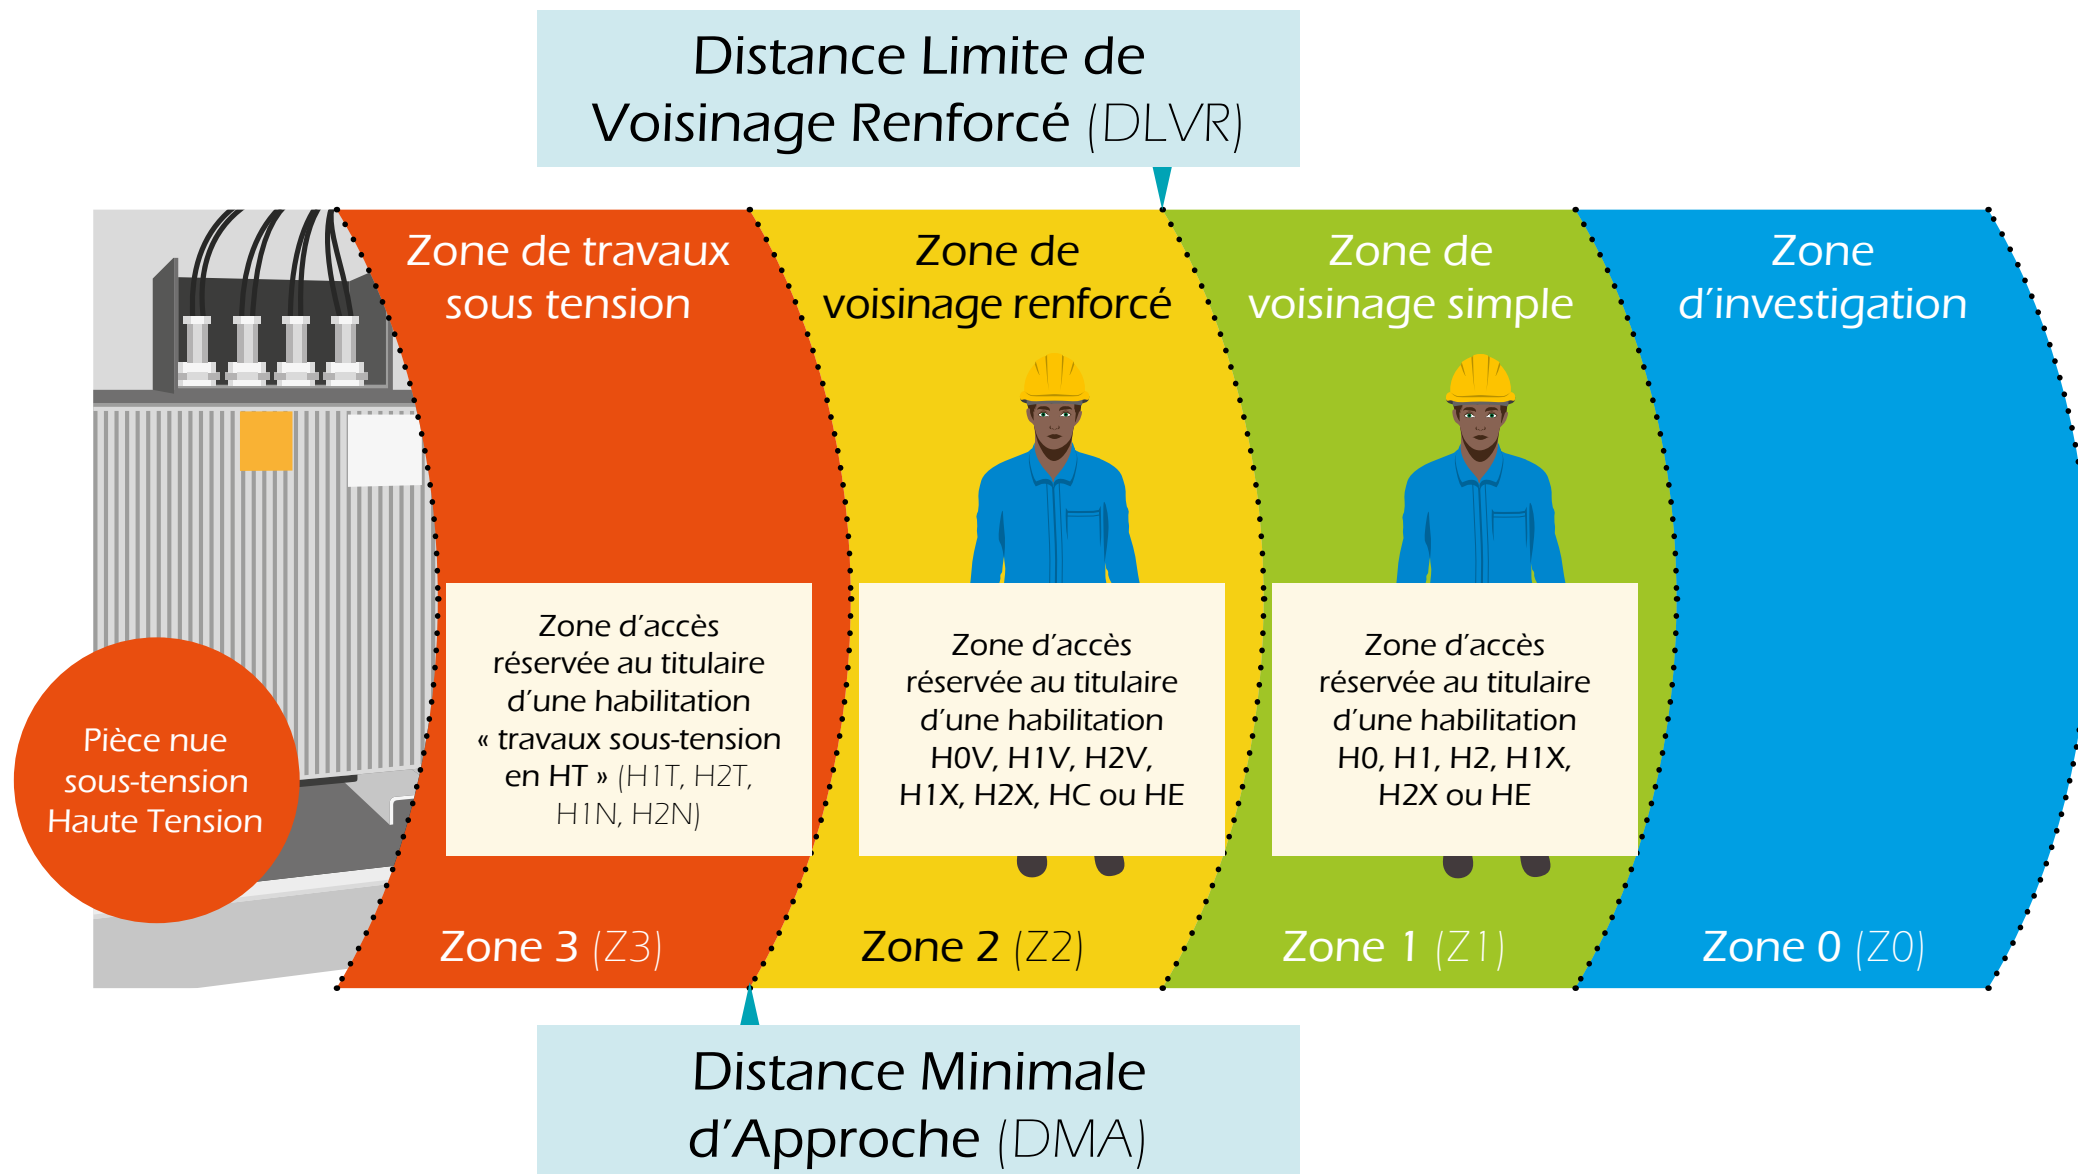 Distance Limite de
Voisinage Renforcé (DLVR)
Zone de travaux
sous tension
Zone de
voisinage renforcé
Zone de
voisinage simple
Zone
d’investigation
Pièce nue
sous-tension
Haute Tension
Zone d’accès
réservée au titulaire
d’une habilitation
« travaux sous-tension
en HT » (H1T, H2T,
H1N, H2N)
Zone d’accès
réservée au titulaire
d’une habilitation
H0V, H1V, H2V,
H1X, H2X, HC ou HE
Zone d’accès
réservée au titulaire
d’une habilitation
H0, H1, H2, H1X,
H2X ou HE
Zone 3 (Z3)
Zone 2 (Z2)
Zone 1 (Z1)
Zone 0 (Z0)
Distance Minimale
d’Approche (DMA)